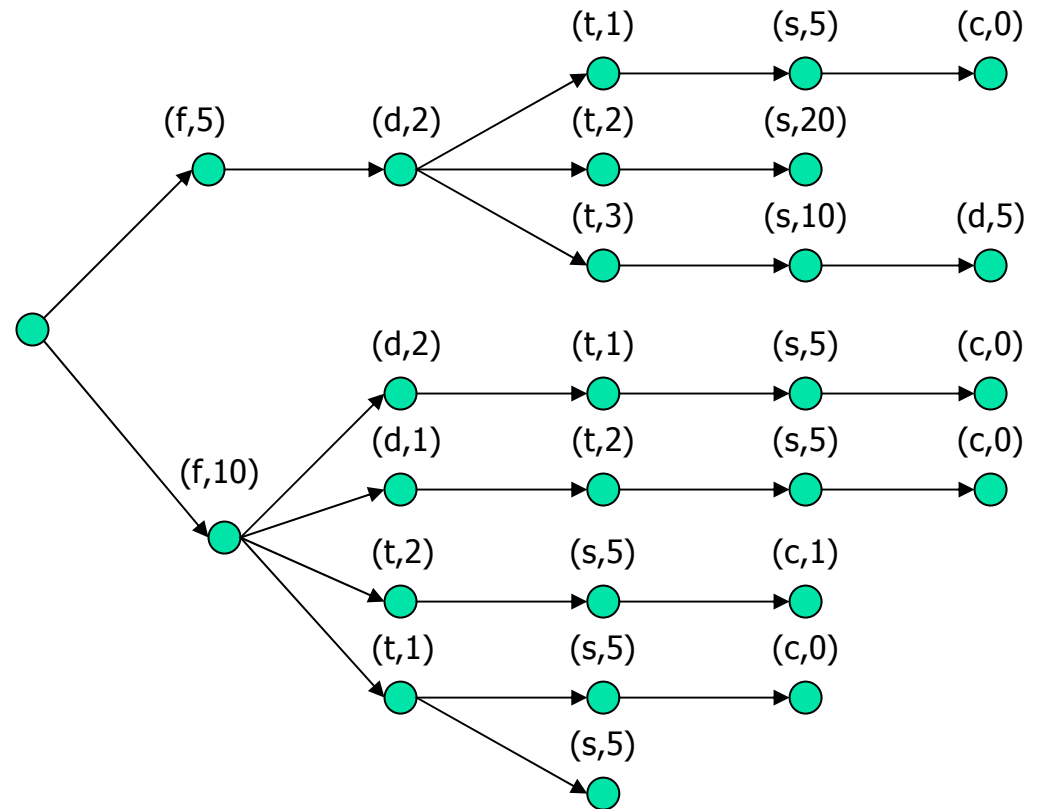 (t,1) (s,5) (c,0)
(f,5) (d,2) (t,2) (s,20)
(t,3) (s,10) (d,5)
(d,2) (t,1) (s,5) (c,0)
(d,1) (t,2) (s,5) (c,0)
(f,10)
(t,2) (s,5) (c,1)
(t,1) (s,5) (c,0)
(s,5)